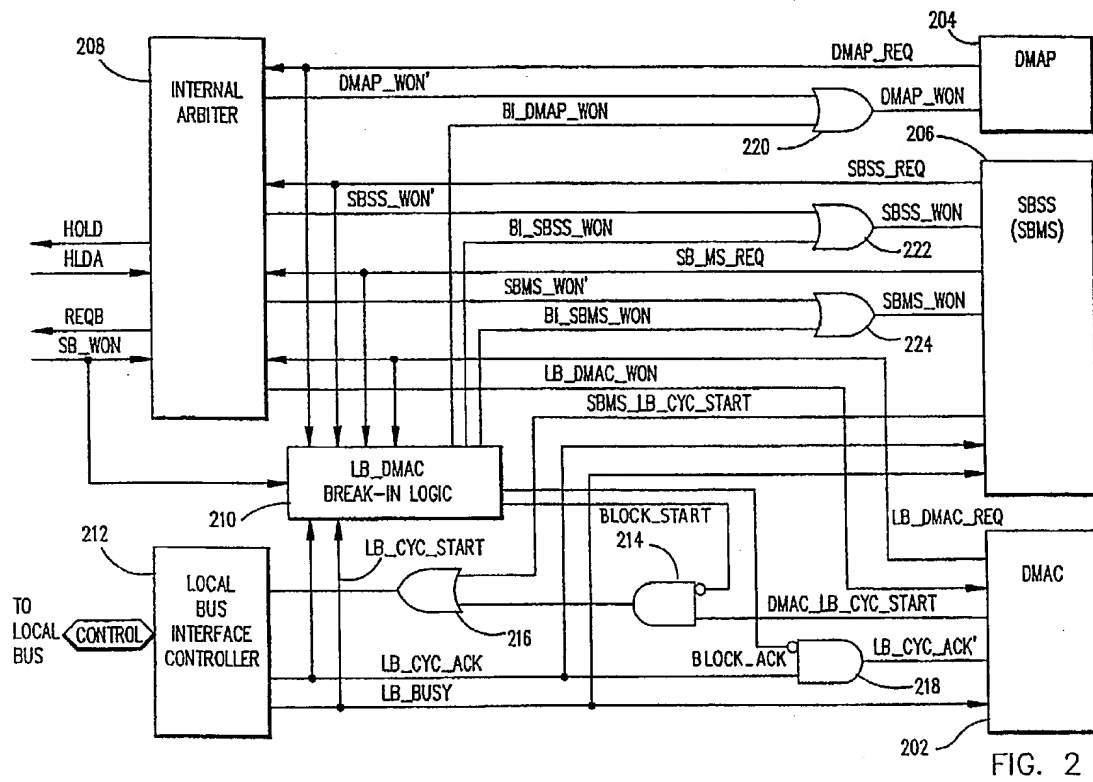 208
INTERNAL
ARBITER
DMAP_REQ
204
DMAP
DMAP_WON'
DMAP_WON
BI_DMAP_WON
220
206
SBSS_REQ
SBSS
(SBMS)
SBSS_WON'
SBSS_WON
BI_SBSS_WON
222
HOLD
HLDA
SB_MS_REQ
SBMS_WON'
SBMS_WON
BI_SBMS_WON
224
REQB
SB_WON
LB_DMAC_WON
SBMS_LB_CYC_START
LB_DMAC
BREAK-IN LOGIC
210
BLOCK_START
LB_DMAC_REQ
212
LB_CYC_START
214
DMAC
LOCAL
BUS
INTERFACE
CONTROLLER
TO
LOCAL
BUS
CONTROL
216
DMAC_LB_CYC_START
LB_CYC_ACK
BLOCK_ACK
LB_CYC_ACK'
218
LB_BUSY
202
FIG. 2